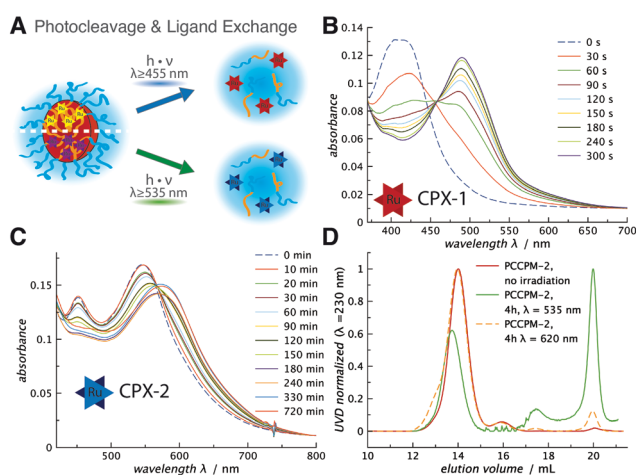 A Photocleavage & Ligand Exchange
h • ν
λ≥455 nm
h • ν
λ≥535 nm
Ru
Ru
B
absorbance
0.14
0.12
0.10
0.08
0.06
0.04
0.02
0.00
400 450 500 550 600 650 700
wavelength λ / nm
0 s
30 s
60 s
90 s
120 s
150 s
180 s
240 s
300 s
Ru CPX-1
C
absorbance
0.15
0.1
0.05
0
400 500 600 700 800
wavelength λ / nm
0 min
10 min
20 min
30 min
60 min
90 min
120 min
150 min
180 min
240 min
330 min
720 min
Ru CPX-2
D
UVD normalized (λ =230 nm)
1
0.8
0.6
0.4
0.2
0
10 12 14 16 18 20
elution volume / mL
PCCPM-2,
no irradiation
PCCPM-2,
4h, λ = 535 nm
PCCPM-2,
4h λ = 620 nm